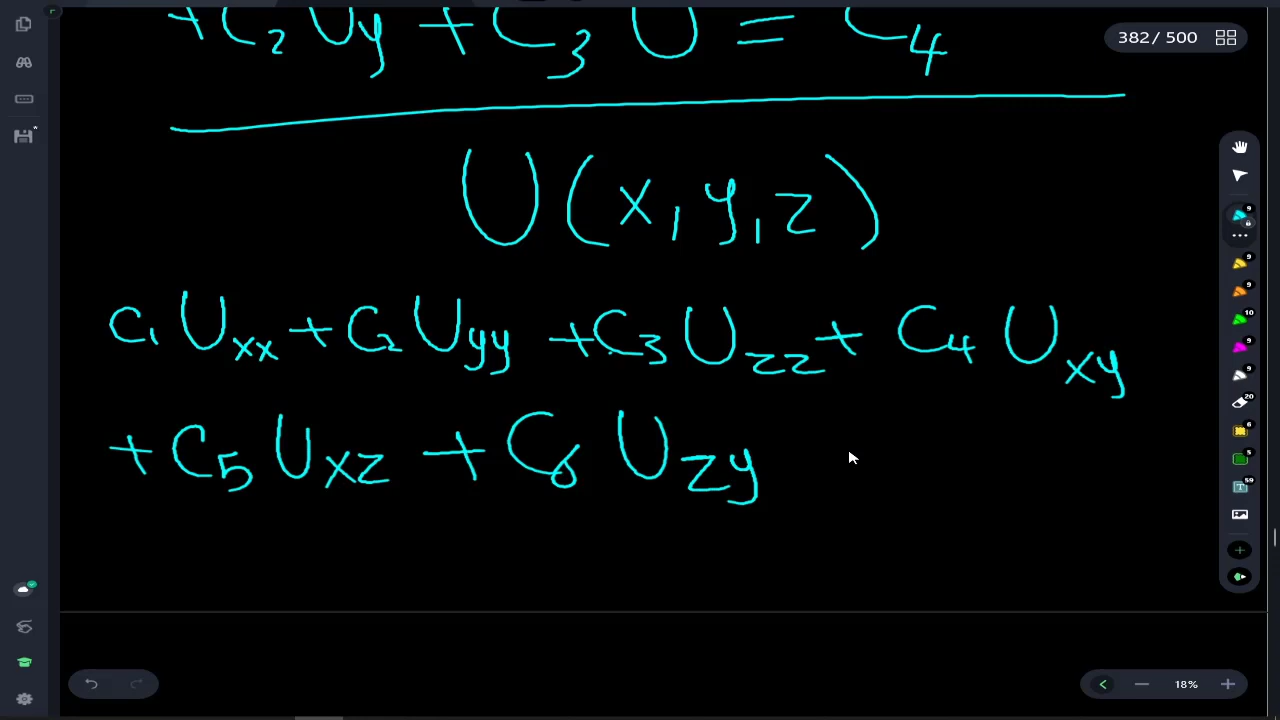 +C₂Uy + C₃U = C₄
382/ 500
U(x,y,z)
C₁Uxx + C₂Uyy + C₃Uzz + C₄Uxy
+ C₅Uxz + C₆Uzy
18%